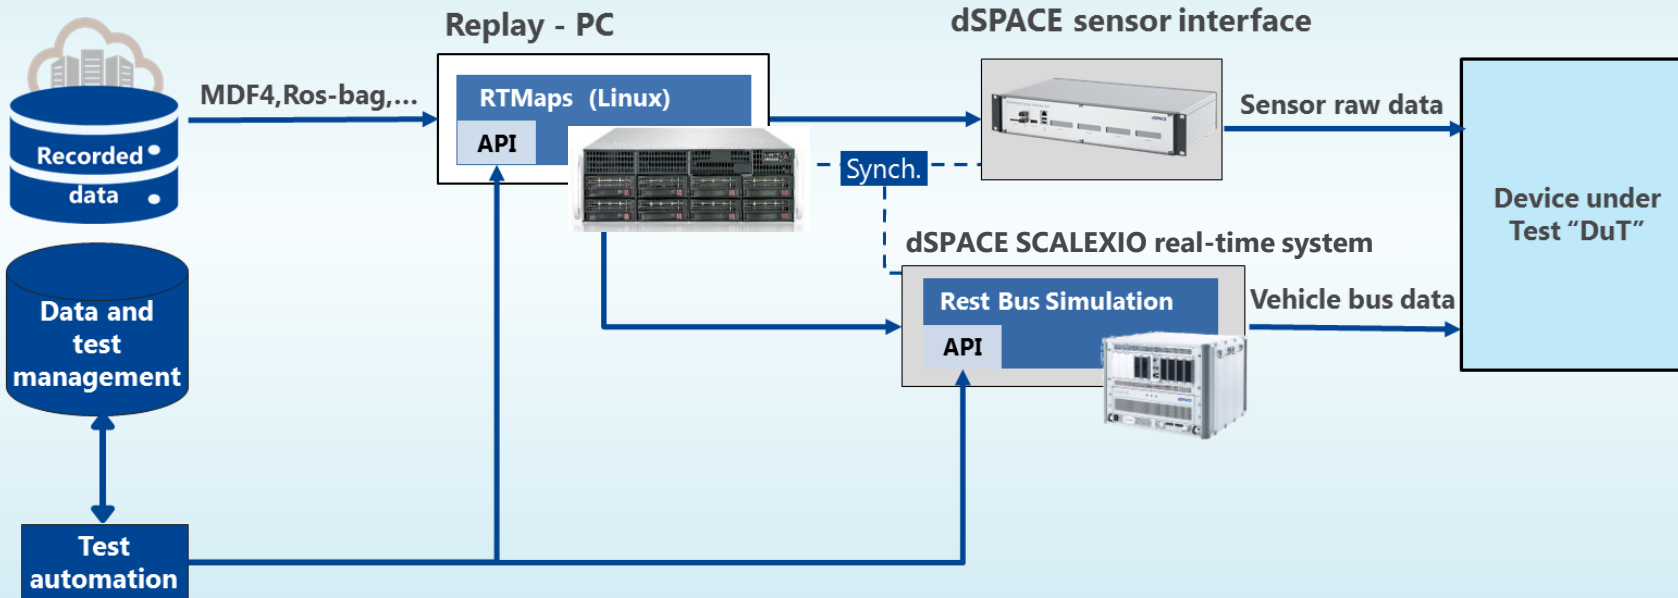 Replay - PC
dSPACE sensor interface
MDF4,Ros-bag,...
RTMaps (Linux)
API
Recorded
data
Synch.
Sensor raw data
Device under
Test “DuT”
dSPACE SCALEXIO real-time system
Rest Bus Simulation
API
Vehicle bus data
Data and
test
management
Test
automation
dSPACE